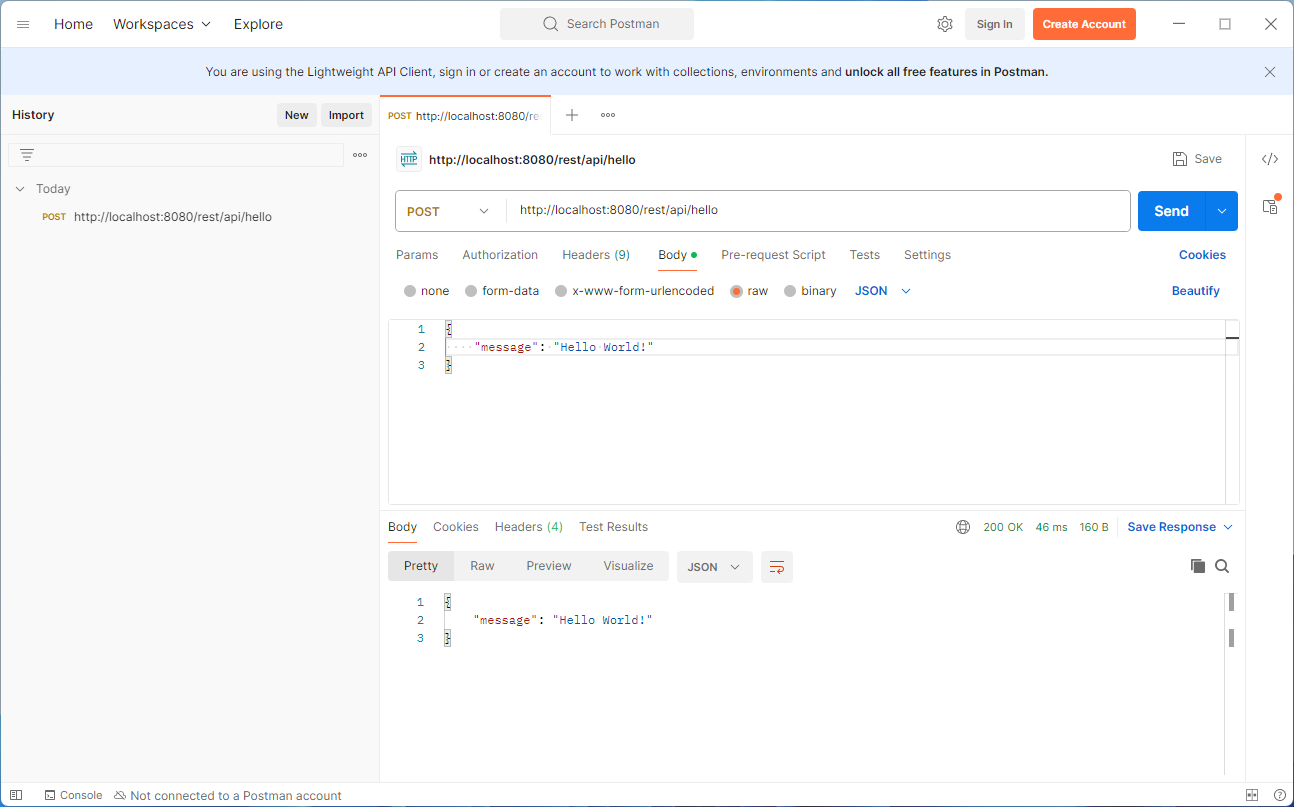 Home Workspaces Explore Search Postman Sign In Create Account
You are using the Lightweight API Client, sign in or create an account to work with collections, environments and unlock all free features in Postman.
History New Import POST http://localhost:8080/re
HTTP http://localhost:8080/rest/api/hello Save </>
Today
POST http://localhost:8080/rest/api/hello
POST http://localhost:8080/rest/api/hello Send
Params Authorization Headers (9) Body Pre-request Script Tests Settings Cookies
none form-data x-www-form-urlencoded raw binary JSON Beautify
1 {
2 "message": "Hello World!"
3 }
Body Cookies Headers (4) Test Results 200 OK 46 ms 160 B Save Response
Pretty Raw Preview Visualize JSON
1 {
2 "message": "Hello World!"
3 }
Console Not connected to a Postman account